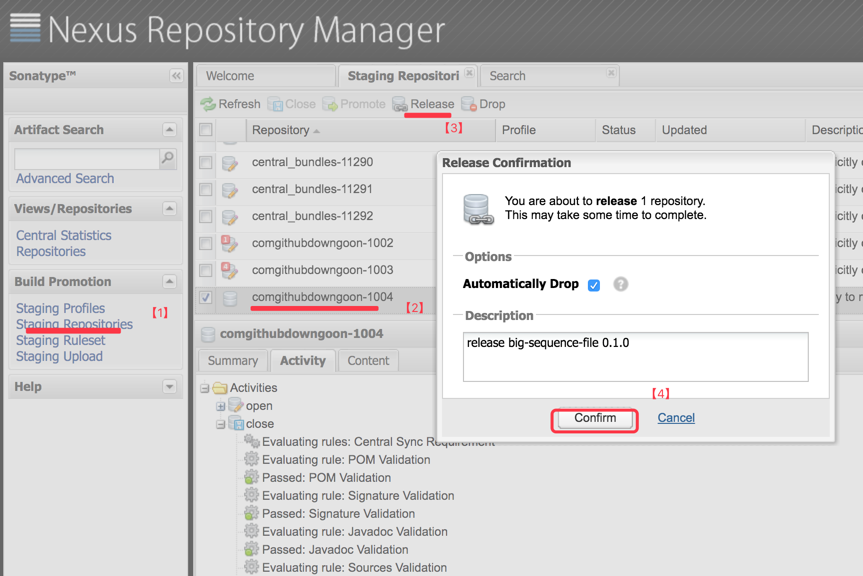 Nexus Repository Manager
Sonatype™
Welcome
Staging Repositori
Search
Refresh
Close
Promote
Release
Drop
【3】
Artifact Search
Advanced Search
Views/Repositories
Central Statistics
Repositories
Build Promotion
Staging Profiles
Staging Repositories
【1】
Staging Ruleset
Staging Upload
Help
Repository
Profile
Status
Updated
Descriptio
central_bundles-11290
icitly c
central_bundles-11291
icitly c
central_bundles-11292
icitly c
comgithubdowngoon-1002
icitly c
comgithubdowngoon-1003
icitly c
comgithubdowngoon-1004
【2】
y to r
comgithubdowngoon-1004
Summary
Activity
Content
Activities
open
close
Evaluating rules: Central Sync Requirement
Evaluating rule: POM Validation
Passed: POM Validation
Evaluating rule: Signature Validation
Passed: Signature Validation
Evaluating rule: Javadoc Validation
Passed: Javadoc Validation
Evaluating rule: Sources Validation
Release Confirmation
You are about to release 1 repository.
This may take some time to complete.
Options
Automatically Drop
?
Description
release big-sequence-file 0.1.0
【4】
Confirm
Cancel